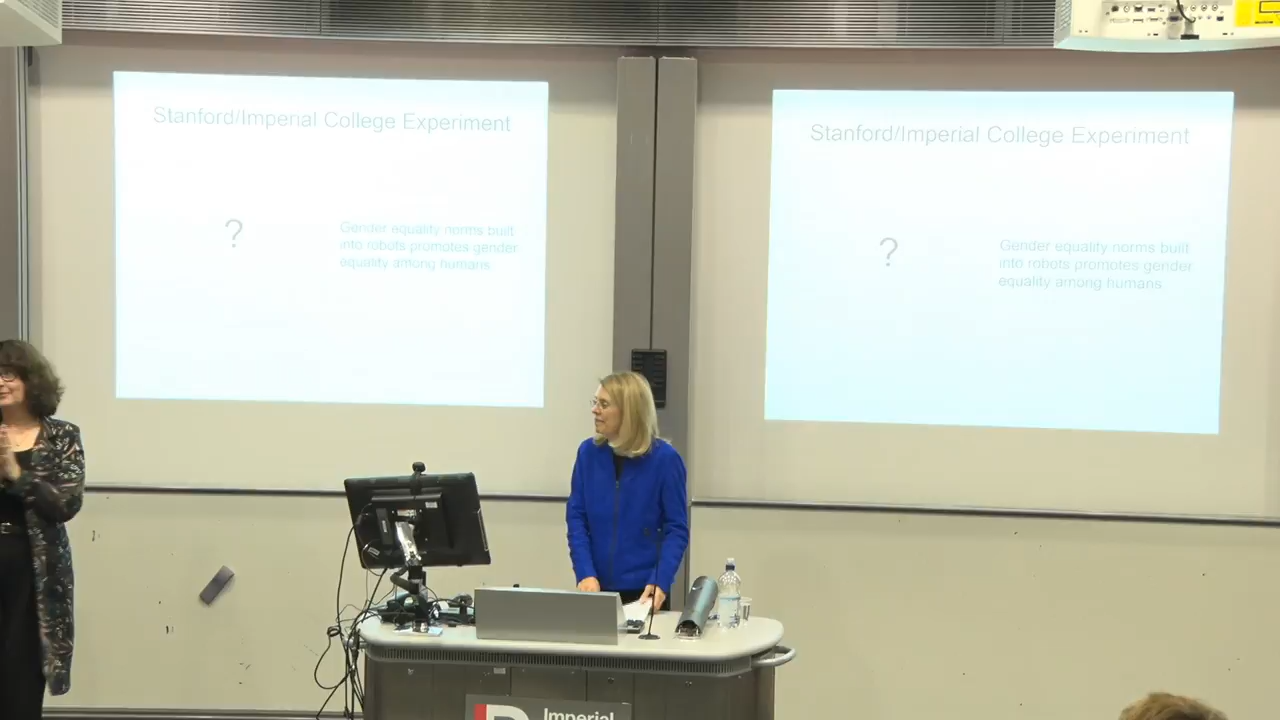 Stanford/Imperial College Experiment
?
Gender equality norms built
into robots promotes gender
equality among humans
Stanford/Imperial College Experiment
?
Gender equality norms built
into robots promotes gender
equality among humans
Imperial